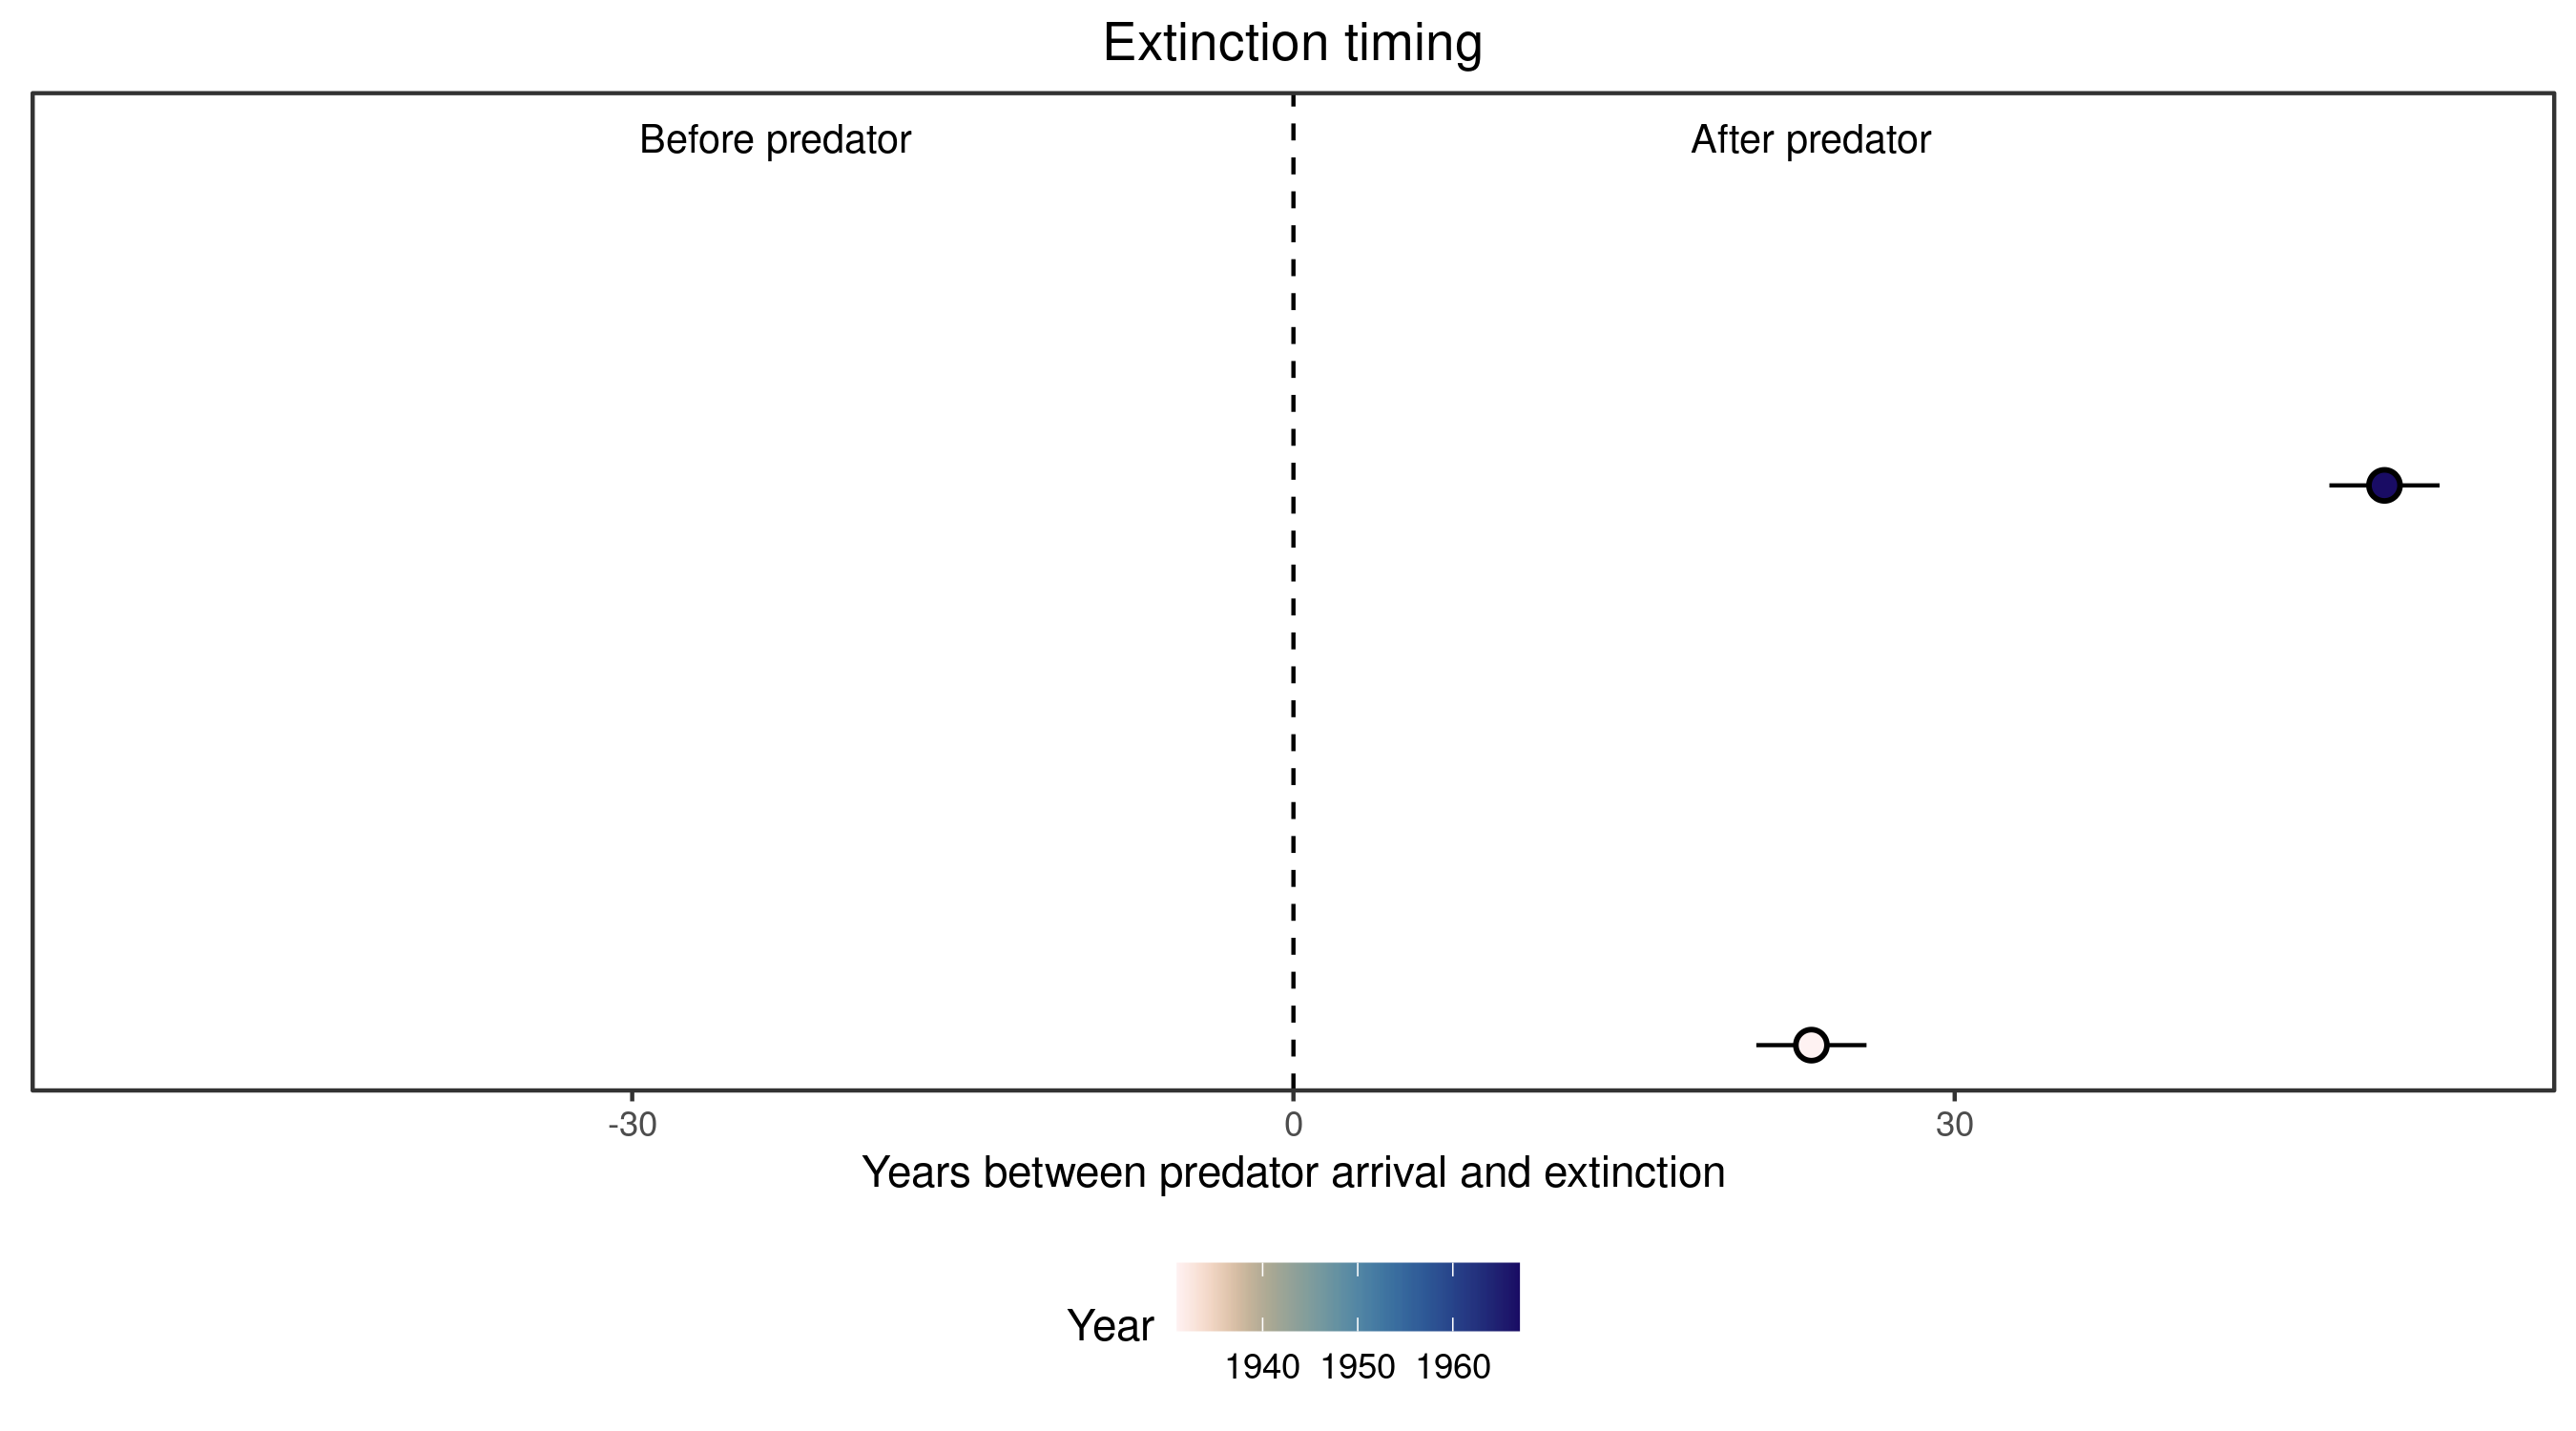 Extinction timing
Before predator
After predator
-30
0
30
Years between predator arrival and extinction
Year
1940
1950
1960